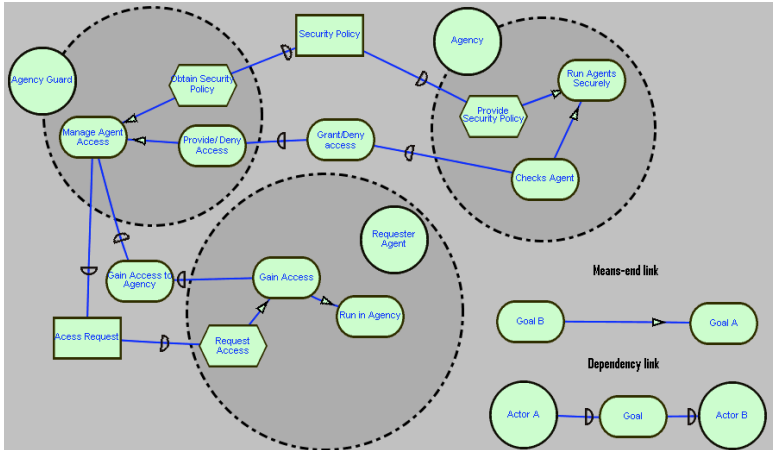 Security Policy
Agency
Agency Guard
Obtain Security
Policy
Run Agents
Securely
Provide
Security Policy
Manage Agent
Access
Provide/ Deny
Access
Grant/Deny
access
Checks Agent
Requester
Agent
Gain Access to
Agency
Gain Access
Run in Agency
Acess Request
Request
Access
Means-end link
Goal B
Goal A
Dependency link
Actor A
Goal
Actor B